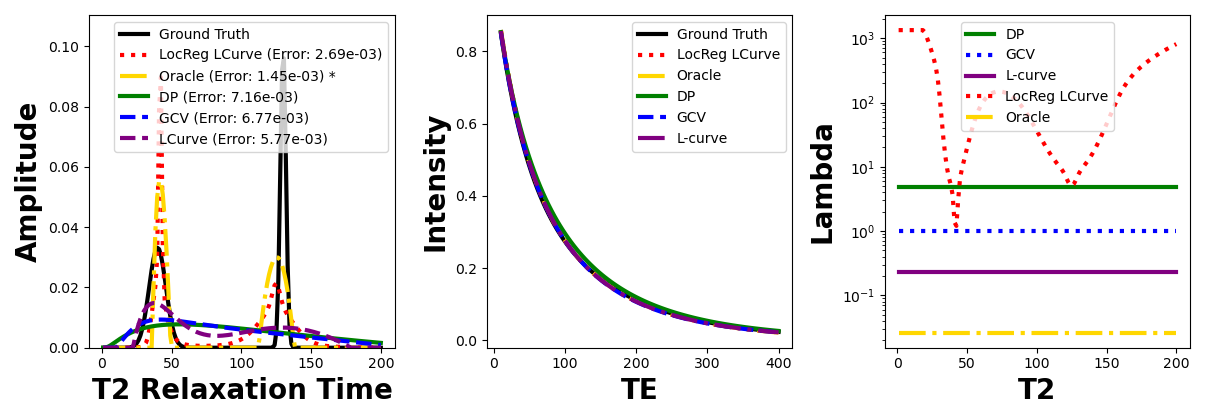 Amplitude
0.10
0.08
0.06
0.04
0.02
0.00
Ground Truth
LocReg LCurve (Error: 2.69e-03)
Oracle (Error: 1.45e-03) *
DP (Error: 7.16e-03)
GCV (Error: 6.77e-03)
LCurve (Error: 5.77e-03)
0 50 100 150 200
T2 Relaxation Time
Intensity
0.8
0.6
0.4
0.2
0.0
Ground Truth
LocReg LCurve
Oracle
DP
GCV
L-curve
0 100 200 300 400
TE
Lambda
10³
10²
10¹
10⁰
10⁻¹
DP
GCV
L-curve
LocReg LCurve
Oracle
0 50 100 150 200
T2